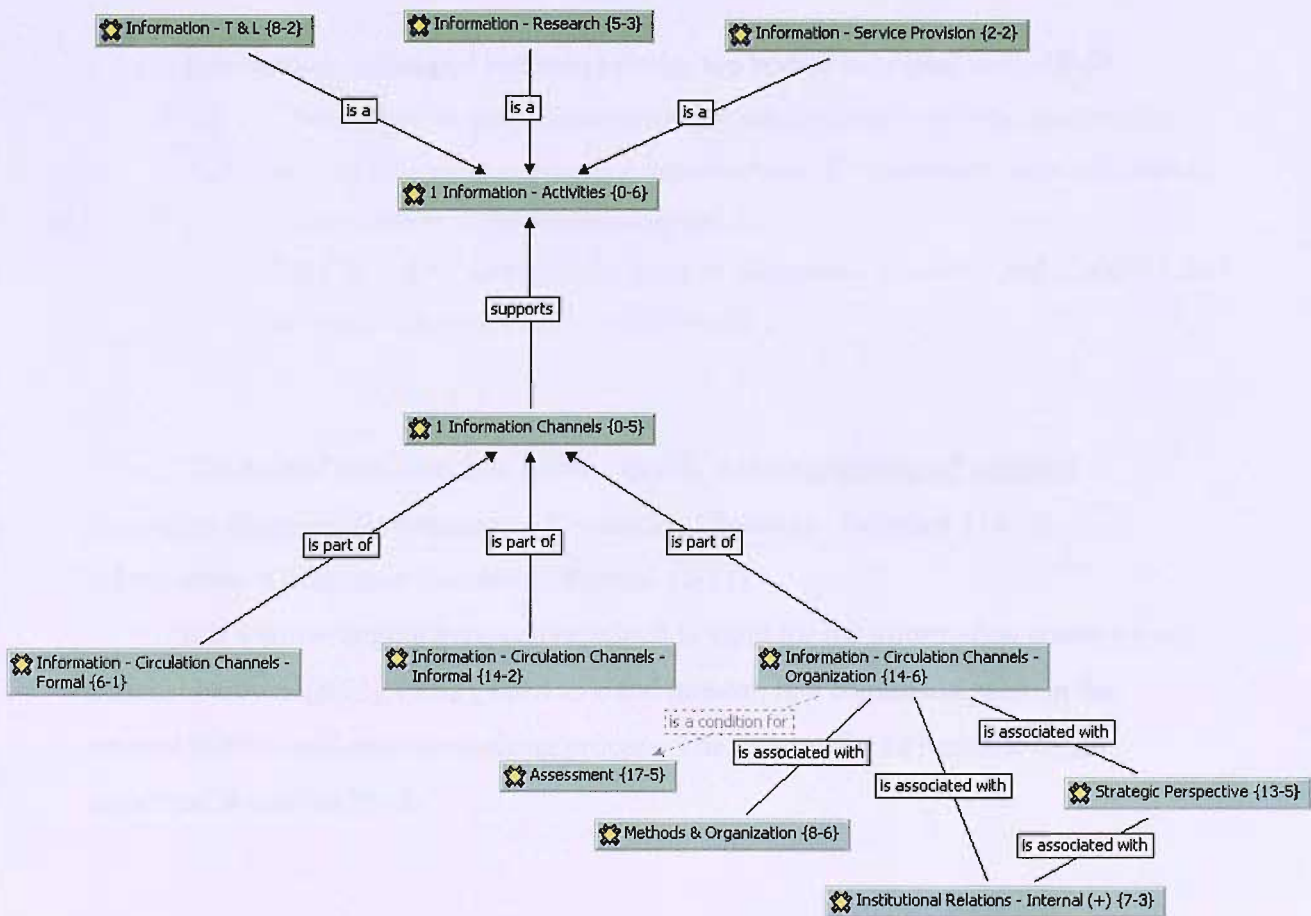 Information - T & L {8-2}
Information - Research {5-3}
Information - Service Provision {2-2}
is a
is a
is a
1 Information - Activities {0-6}
supports
1 Information Channels {0-5}
is part of
is part of
is part of
Information - Circulation Channels -
Formal {6-1}
Information - Circulation Channels -
Informal {14-2}
Information - Circulation Channels -
Organization {14-6}
is a condition for
is associated with
is associated with
is associated with
Assessment {17-5}
Strategic Perspective {13-5}
Methods & Organization {8-6}
is associated with
Institutional Relations - Internal (+) {7-3}